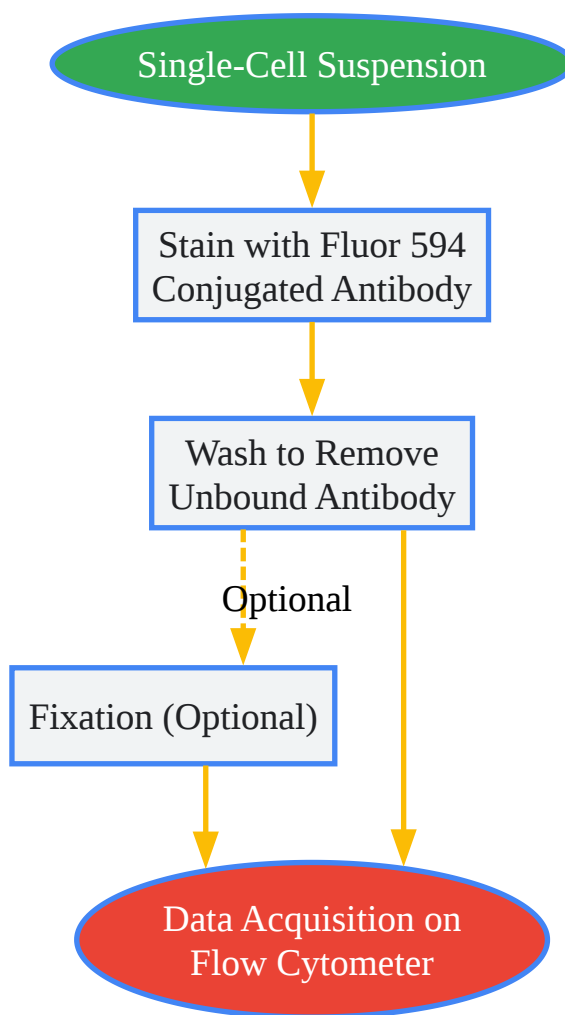 Single-Cell Suspension
Stain with Fluor 594
Conjugated Antibody
Wash to Remove
Unbound Antibody
Optional
Fixation (Optional)
Data Acquisition on
Flow Cytometer